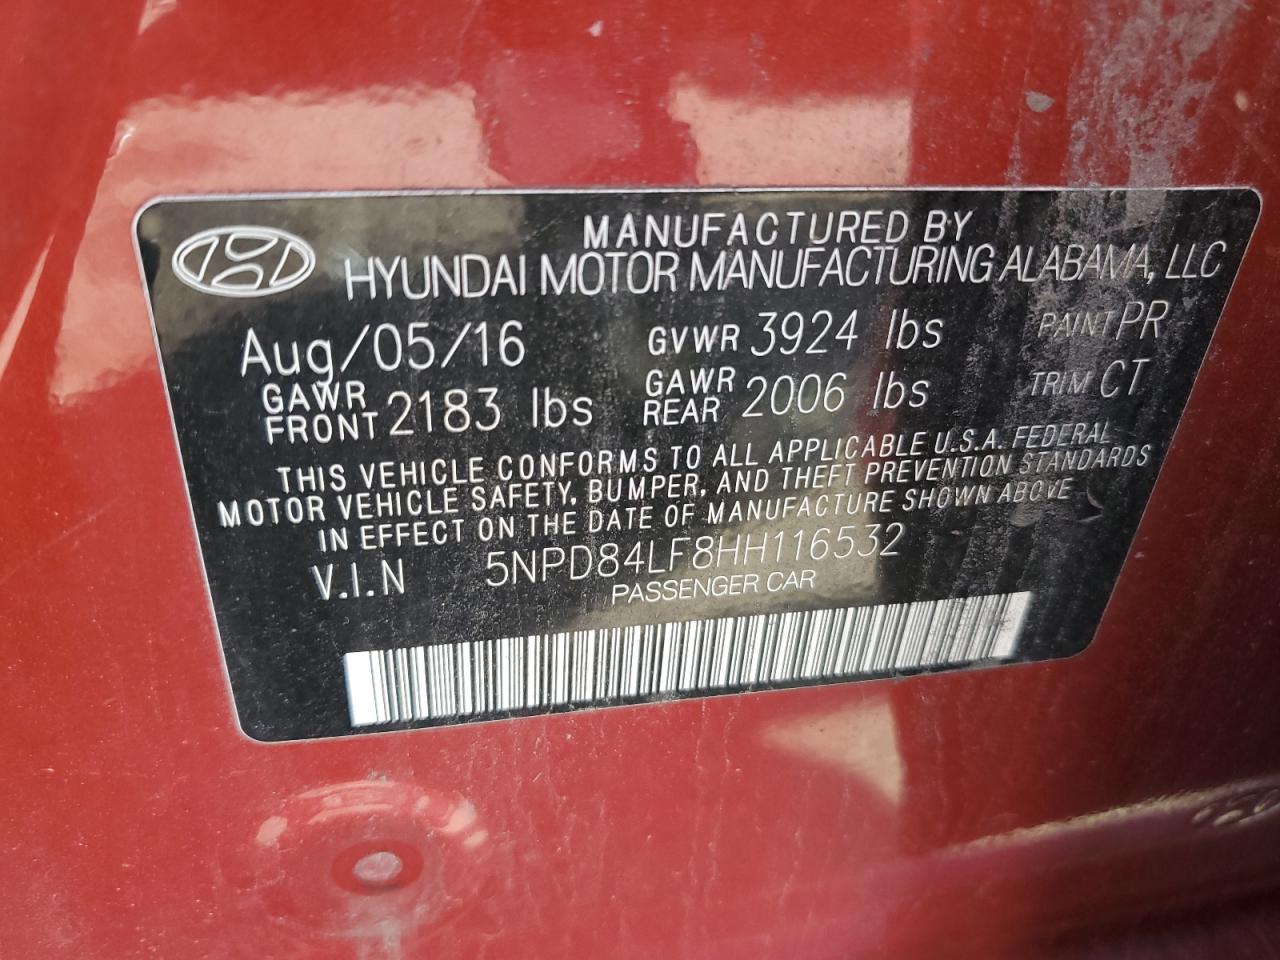 MANUFACTURED BY
HYUNDAI MOTOR MANUFACTURING ALABAMA, LLC
Aug/05/16 GVWR 3924 lbs PAINT PR
GAWR FRONT 2183 lbs GAWR REAR 2006 lbs TRIM CT
THIS VEHICLE CONFORMS TO ALL APPLICABLE U.S.A. FEDERAL
MOTOR VEHICLE SAFETY, BUMPER, AND THEFT PREVENTION STANDARDS
IN EFFECT ON THE DATE OF MANUFACTURE SHOWN ABOVE
V.I.N 5NPD84LF8HH116532
PASSENGER CAR